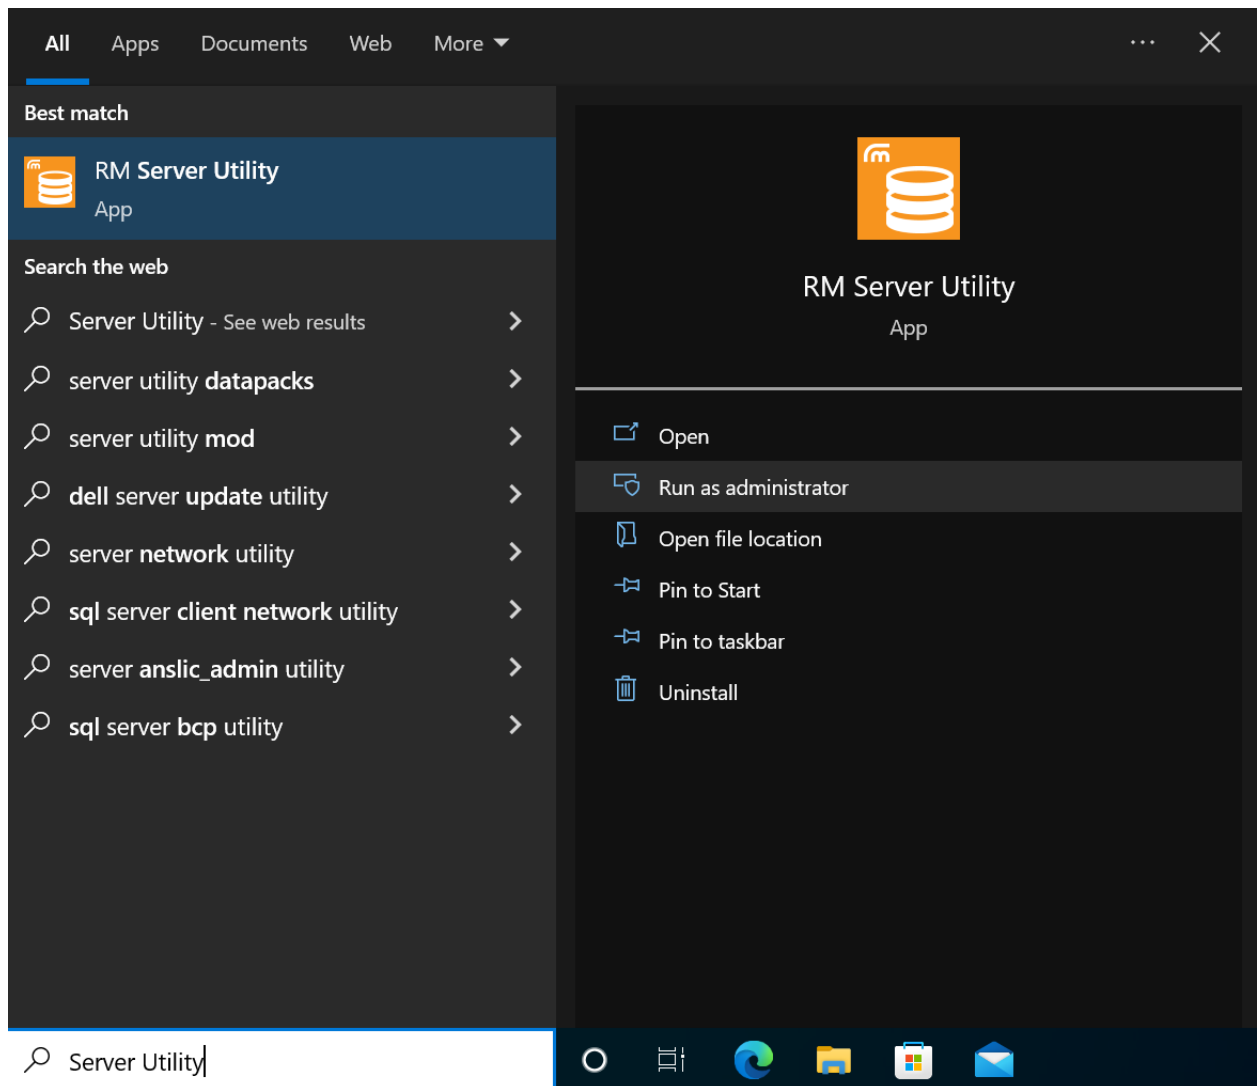 All Apps Documents Web More
Best match
RM Server Utility
App
Search the web
Server Utility - See web results
server utility datapacks
server utility mod
dell server update utility
server network utility
sql server client network utility
server anslic_admin utility
sql server bcp utility
RM Server Utility
App
Open
Run as administrator
Open file location
Pin to Start
Pin to taskbar
Uninstall
Server Utility